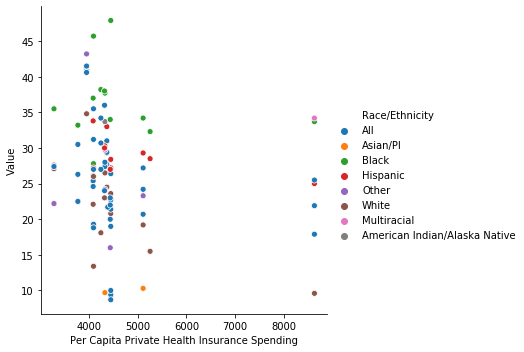 45
40
35
30
25
20
15
10
Value
4000 5000 6000 7000 8000
Per Capita Private Health Insurance Spending
Race/Ethnicity
All
Asian/PI
Black
Hispanic
Other
White
Multiracial
American Indian/Alaska Native